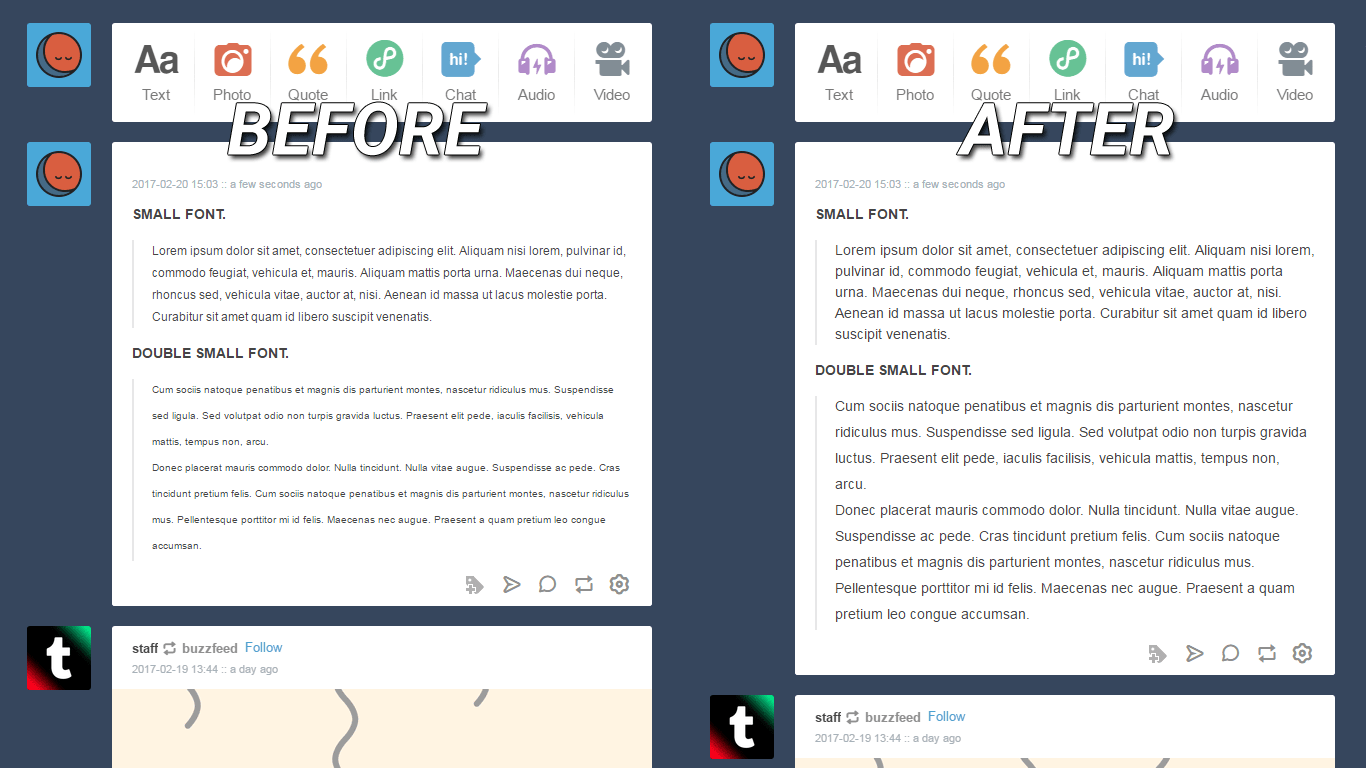 Aa
hi!
Text
Photo
Quote
Link
Chat
Audio
Video
BEFORE
2017-02-20 15:03 :: a few seconds ago
SMALL FONT.
Lorem ipsum dolor sit amet, consectetuer adipiscing elit. Aliquam nisi lorem, pulvinar id,
commodo feugiat, vehicula et, mauris. Aliquam mattis porta urna. Maecenas dui neque,
rhoncus sed, vehicula vitae, auctor at, nisi. Aenean id massa ut lacus molestie porta.
Curabitur sit amet quam id libero suscipit venenatis.
DOUBLE SMALL FONT.
Cum sociis natoque penatibus et magnis dis parturient montes, nascetur ridiculus mus. Suspendisse
sed ligula. Sed volutpat odio non turpis gravida luctus. Praesent elit pede, iaculis facilisis, vehicula
mattis, tempus non, arcu.
Donec placerat mauris commodo dolor. Nulla tincidunt. Nulla vitae augue. Suspendisse ac pede. Cras
tincidunt pretium felis. Cum sociis natoque penatibus et magnis dis parturient montes, nascetur ridiculus
mus. Pellentesque porttitor mi id felis. Maecenas nec augue. Praesent a quam pretium leo congue
accumsan.
t
staff buzzfeed Follow
2017-02-19 13:44 :: a day ago
Aa
hi!
Text
Photo
Quote
Link
Chat
Audio
Video
AFTER
2017-02-20 15:03 :: a few seconds ago
SMALL FONT.
Lorem ipsum dolor sit amet, consectetuer adipiscing elit. Aliquam nisi lorem,
pulvinar id, commodo feugiat, vehicula et, mauris. Aliquam mattis porta
urna. Maecenas dui neque, rhoncus sed, vehicula vitae, auctor at, nisi.
Aenean id massa ut lacus molestie porta. Curabitur sit amet quam id libero
suscipit venenatis.
DOUBLE SMALL FONT.
Cum sociis natoque penatibus et magnis dis parturient montes, nascetur
ridiculus mus. Suspendisse sed ligula. Sed volutpat odio non turpis gravida
luctus. Praesent elit pede, iaculis facilisis, vehicula mattis, tempus non,
arcu.
Donec placerat mauris commodo dolor. Nulla tincidunt. Nulla vitae augue.
Suspendisse ac pede. Cras tincidunt pretium felis. Cum sociis natoque
penatibus et magnis dis parturient montes, nascetur ridiculus mus.
Pellentesque porttitor mi id felis. Maecenas nec augue. Praesent a quam
pretium leo congue accumsan.
t
staff buzzfeed Follow
2017-02-19 13:44 :: a day ago